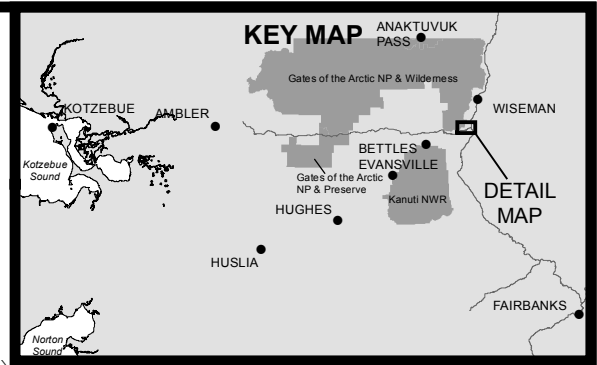 KEY MAP
ANAKTUVUK
PASS
Gates of the Arctic NP & Wilderness
WISEMAN
KOTZEBUE
AMBLER
Kotzebue
Sound
BETTLES
EVANSVILLE
Gates of the Arctic
NP & Preserve
Kanuti NWR
DETAIL
MAP
HUGHES
HUSLIA
FAIRBANKS
Norton
Sound
)